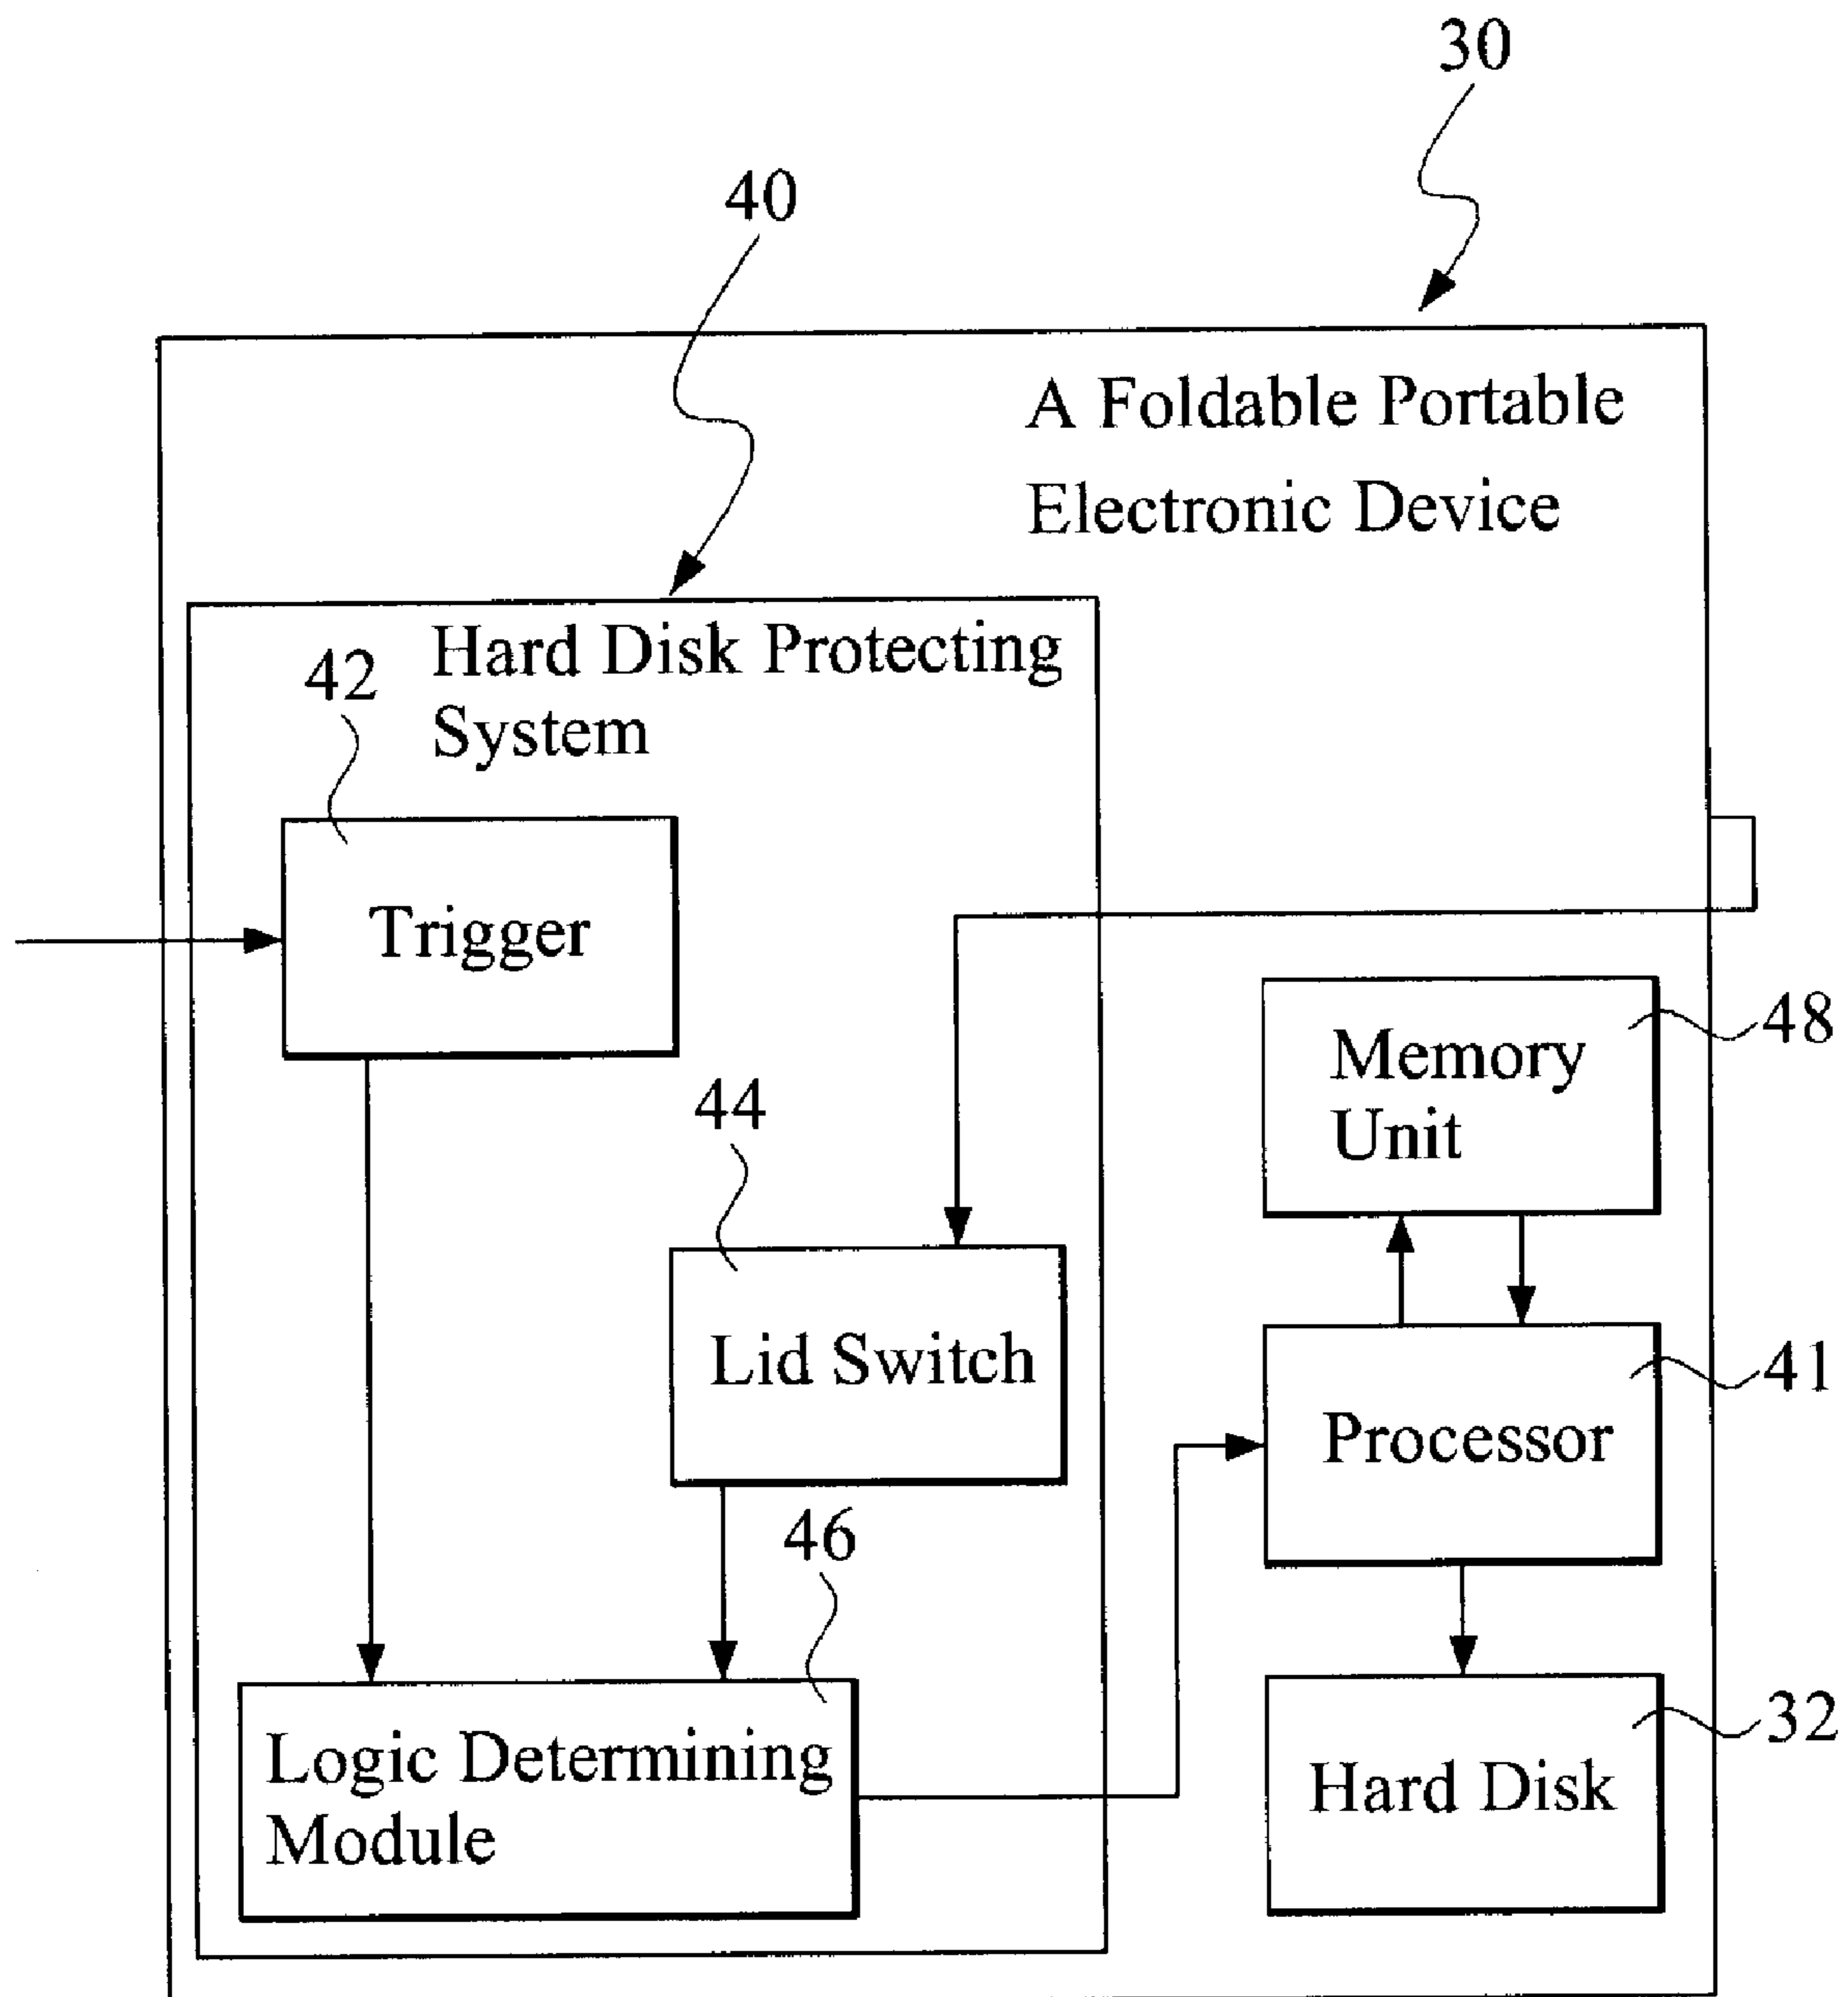 30
40
A Foldable Portable
Electronic Device
Hard Disk Protecting
System
42
Trigger
48
Memory
Unit
44
Lid Switch
41
Processor
46
Logic Determining
Module
32
Hard Disk